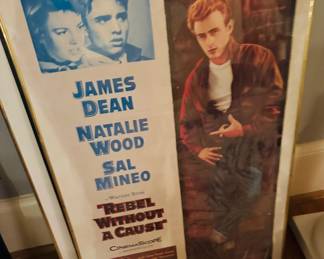 JAMES
DEAN
NATALIE
WOOD
SAL
MINEO
"REBEL
WITHOUT
A CAUSE"
CINEMASCOPE